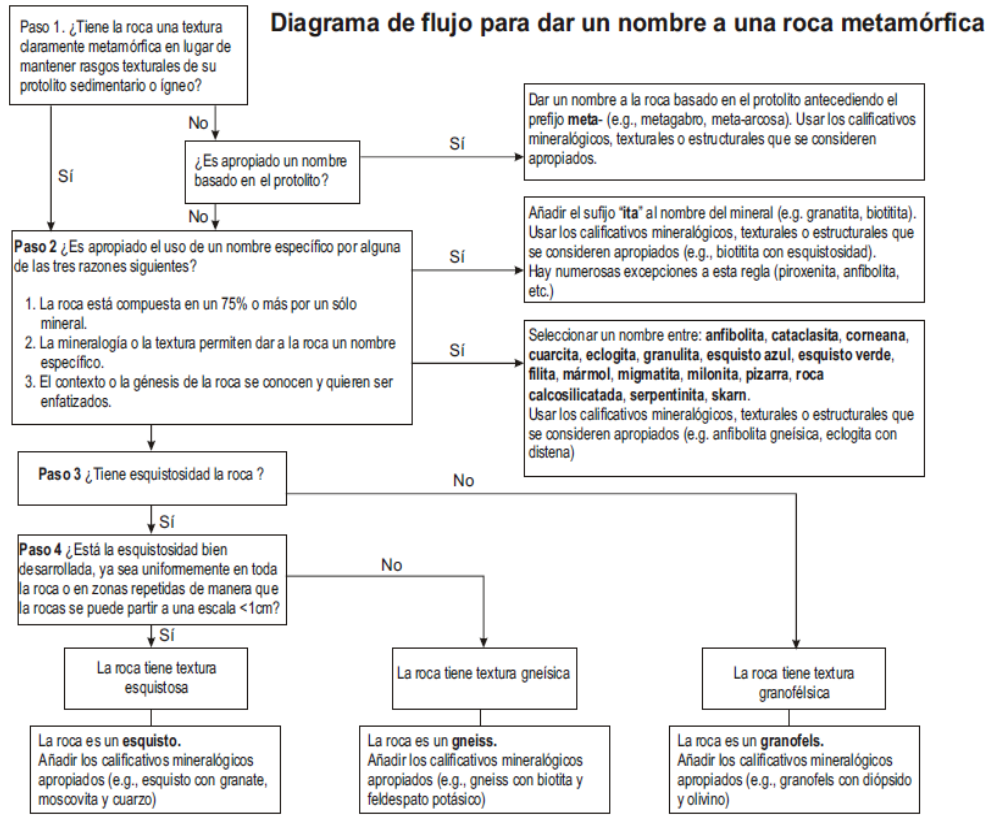 Diagrama de flujo para dar un nombre a una roca metamórfica
Paso 1. ¿Tiene la roca una textura
claramente metamórfica en lugar de
mantener rasgos texturales de su
protolito sedimentario o ígneo?
No
Sí
¿Es apropiado un nombre
basado en el protolito?
Sí
Dar un nombre a la roca basado en el protolito antecediendo el
prefijo meta- (e.g., metagabro, meta-arcosa). Usar los calificativos
mineralógicos, texturales o estructurales que se consideren
apropiados.
No
Paso 2 ¿Es apropiado el uso de un nombre específico por alguna
de las tres razones siguientes?
1. La roca está compuesta en un 75% o más por un sólo
mineral.
2. La mineralogía o la textura permiten dar a la roca un nombre
específico.
3. El contexto o la génesis de la roca se conocen y quieren ser
enfatizados.
Sí
Añadir el sufijo “ita” al nombre del mineral (e.g. granatita, biotitita).
Usar los calificativos mineralógicos, texturales o estructurales que
se consideren apropiados (e.g., biotitita con esquistosidad).
Hay numerosas excepciones a esta regla (piroxenita, anfibolita,
etc.)
Sí
Seleccionar un nombre entre: anfibolita, cataclasita, corneana,
cuarcita, eclogita, granulita, esquisto azul, esquisto verde,
filita, mármol, migmatita, milonita, pizarra, roca
calcosilicatada, serpentinita, skarn.
Usar los calificativos mineralógicos, texturales o estructurales que
se consideren apropiados (e.g. anfibolita gneísica, eclogita con
distena)
Paso 3 ¿Tiene esquistosidad la roca ?
No
Sí
Paso 4 ¿Está la esquistosidad bien
desarrollada, ya sea uniformemente en toda
la roca o en zonas repetidas de manera que
la rocas se puede partir a una escala <1cm?
No
Sí
La roca tiene textura
esquistosa
La roca tiene textura gneísica
La roca tiene textura
granofélsica
La roca es un esquisto.
Añadir los calificativos mineralógicos
apropiados (e.g., esquisto con granate,
moscovita y cuarzo)
La roca es un gneiss.
Añadir los calificativos mineralógicos
apropiados (e.g., gneiss con biotita y
feldespato potásico)
La roca es un granofels.
Añadir los calificativos mineralógicos
apropiados (e.g., granofels con diópsido
y olivino)